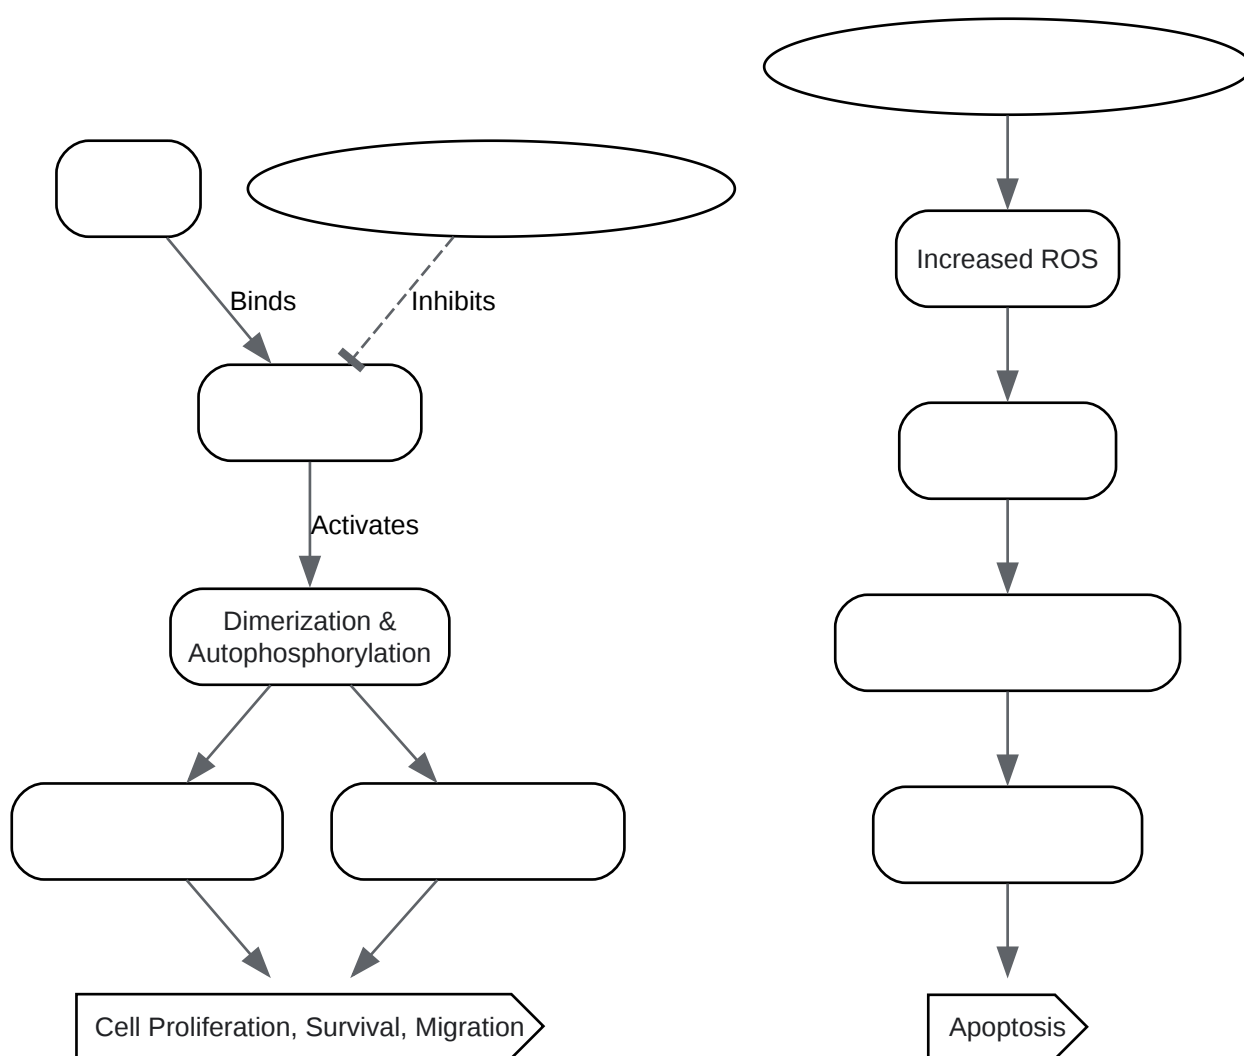 Increased ROS
Binds
Inhibits
Activates
Dimerization &
Autophosphorylation
Cell Proliferation, Survival, Migration
Apoptosis